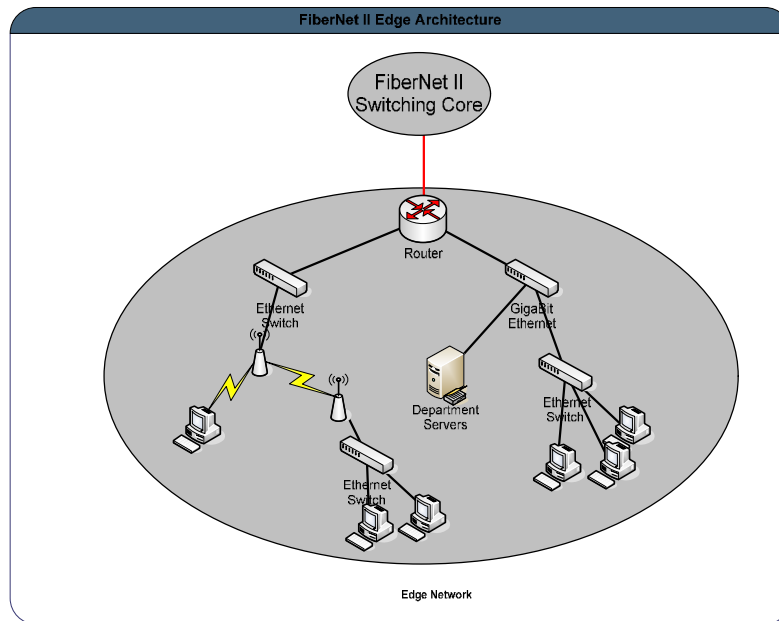 FiberNet II Edge Architecture
FiberNet II
Switching Core
Router
Ethernet
Switch
GigaBit
Ethernet
Department
Servers
Ethernet
Switch
Ethernet
Switch
Edge Network